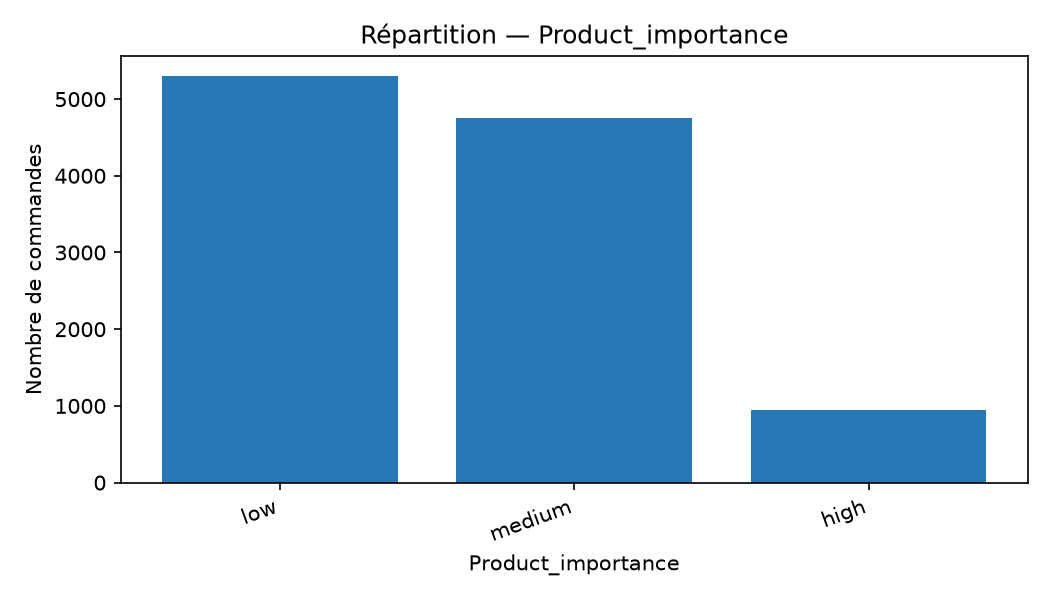 Répartition — Product_importance
Nombre de commandes
5000
4000
3000
2000
1000
0
low
medium
high
Product_importance